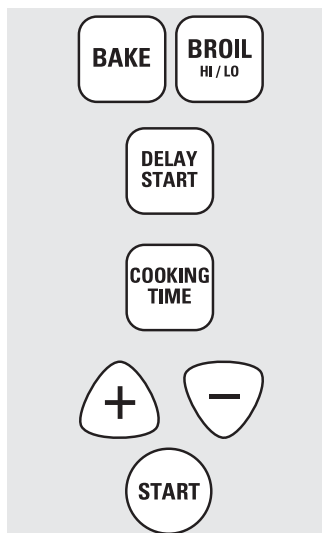 BAKE
BROIL
HI / LO
DELAY
START
COOKING
TIME
+ −
START